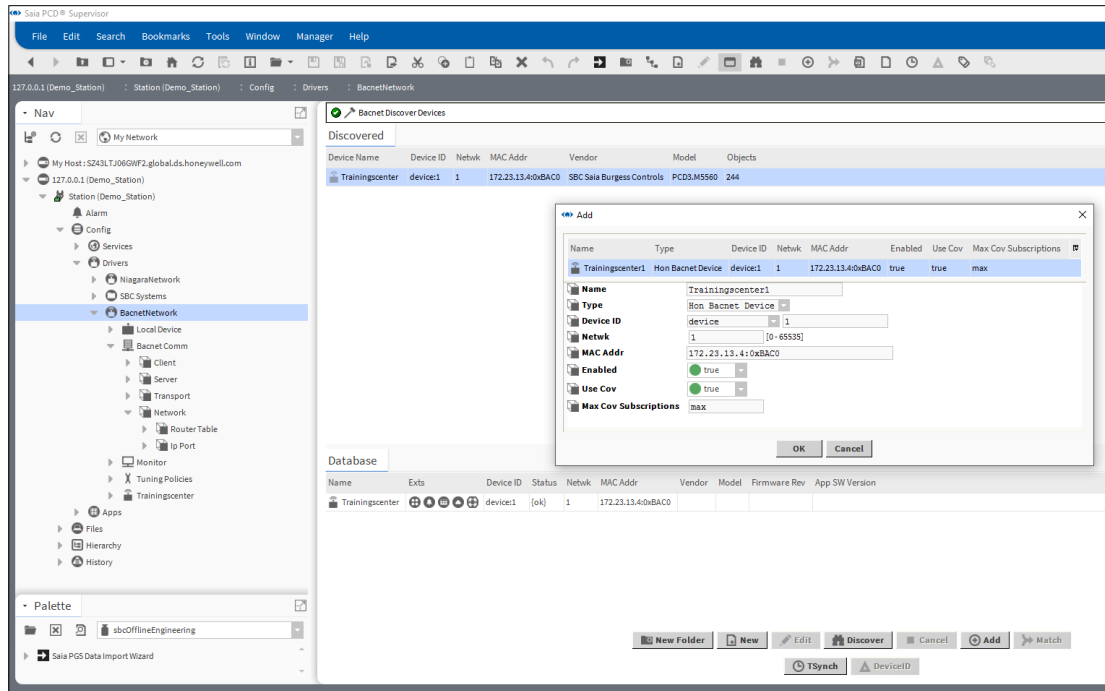 Saia PCD® Supervisor
File Edit Search Bookmarks Tools Window Manager Help
127.0.0.1 (Demo_Station) : Station (Demo_Station) : Config : Drivers : BacnetNetwork
Nav
My Network
My Host : SZ43LTJ06GWF2.global.ds.honeywell.com
127.0.0.1 (Demo_Station)
Station (Demo_Station)
Alarm
Config
Services
Drivers
NiagaraNetwork
SBC Systems
BacnetNetwork
Local Device
Bacnet Comm
Client
Server
Transport
Network
Router Table
Ip Port
Monitor
Tuning Policies
Trainingscenter
Apps
Files
Hierarchy
History
Palette
sbcOfflineEngineering
Saia PG5 Data Import Wizard
Bacnet Discover Devices
Discovered
Device Name Device ID Netwk MAC Addr Vendor Model Objects
Trainingscenter device:1 1 172.23.13.4:0xBAC0 SBC Saia Burgess Controls PCD3.M5560 244
Add
Name Type Device ID Netwk MAC Addr Enabled Use Cov Max Cov Subscriptions
Trainingscenter1 Hon Bacnet Device device:1 1 172.23.13.4:0xBAC0 true true max
Name Trainingscenter1
Type Hon Bacnet Device
Device ID device 1
Netwk 1 [0-65535]
MAC Addr 172.23.13.4:0xBAC0
Enabled true
Use Cov true
Max Cov Subscriptions max
OK Cancel
Database
Name Exts Device ID Status Netwk MAC Addr Vendor Model Firmware Rev App SW Version
Trainingscenter device:1 {ok} 1 172.23.13.4:0xBAC0
New Folder New Edit Discover Cancel Add Match
TSynch DeviceID